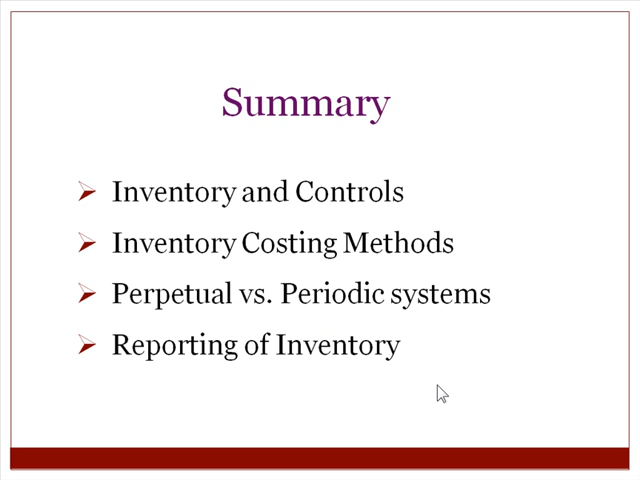 Summary
Inventory and Controls
Inventory Costing Methods
Perpetual vs. Periodic systems
Reporting of Inventory